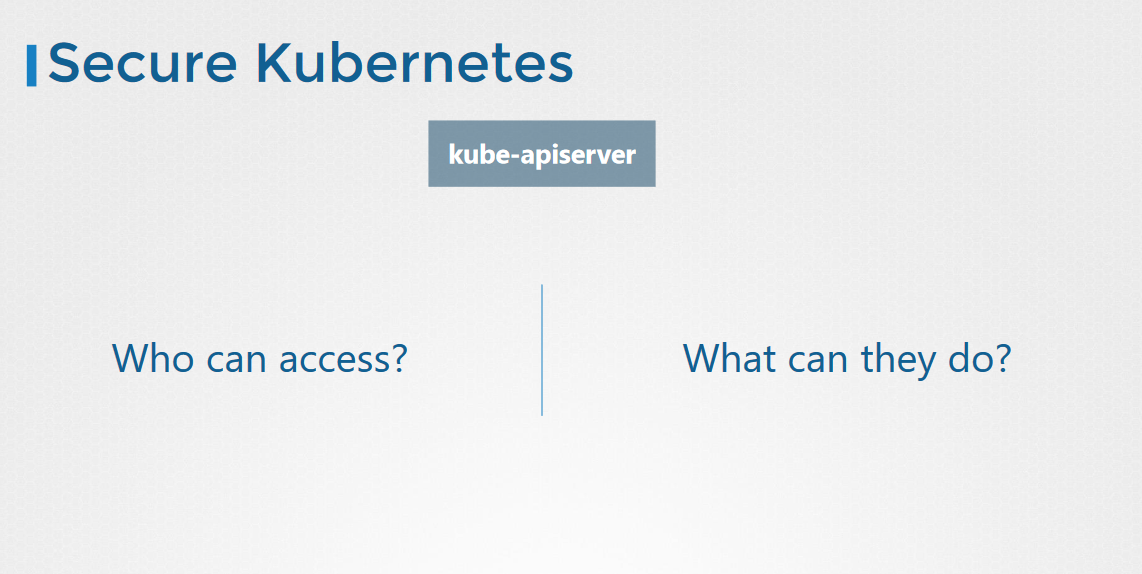 Secure Kubernetes
kube-apiserver
Who can access?
What can they do?